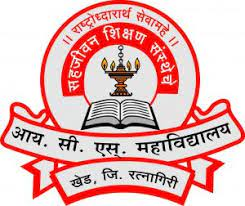 ।। राष्ट्रोध्दारार्थ सेवामहे ।।
सहजीवन शिक्षण संस्थेचे
आय. सी. एस्. महाविद्यालय
खेड, जि. रत्नागिरी